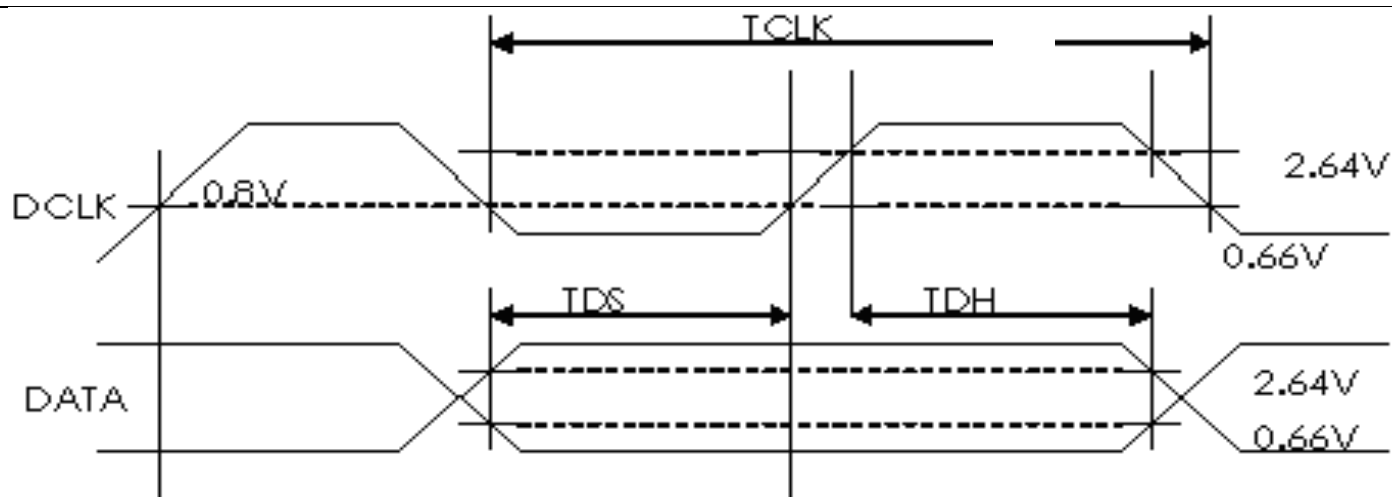 TCLK
2.64V
0.8V
DCLK
0.66V
TDS
TDH
2.64V
DATA
0.66V